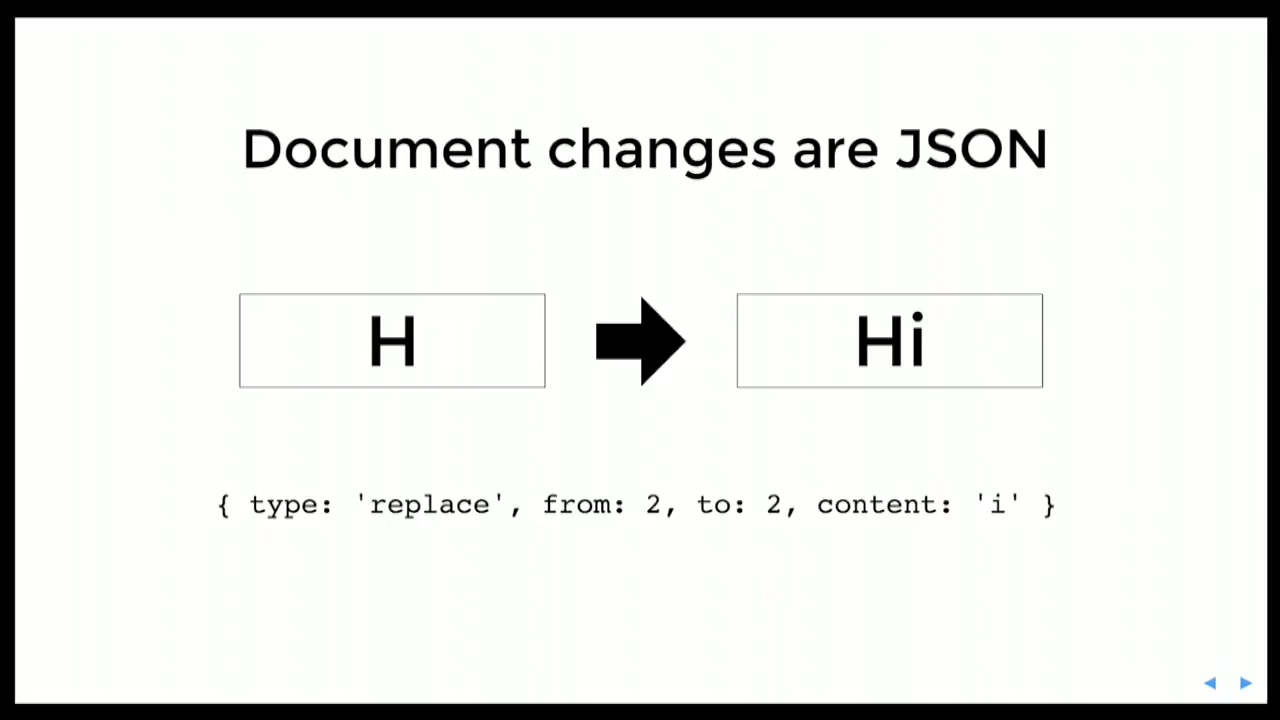 Document changes are JSON
H
Hi
{ type: 'replace', from: 2, to: 2, content: 'i' }